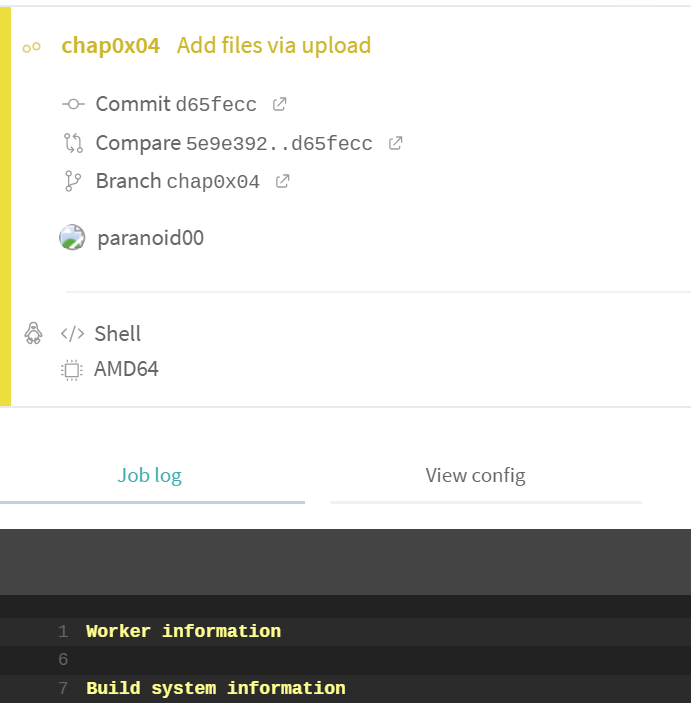 chap0x04 Add files via upload
Commit d65fecc
Compare 5e9e392..d65fecc
Branch chap0x04
paranoid00
</> Shell
AMD64
Job log View config
1 Worker information
6
7 Build system information